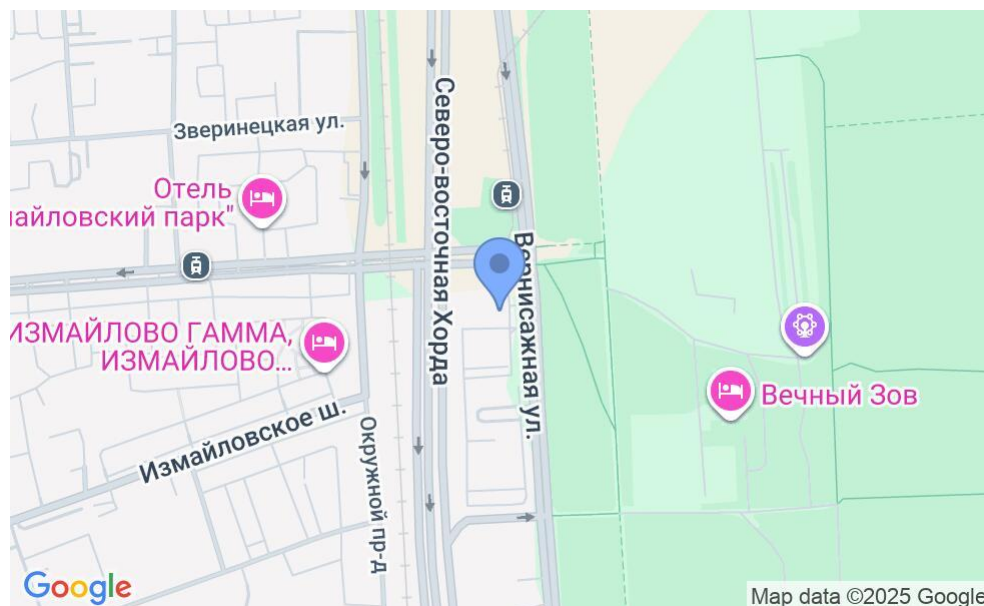 Зверинецкая ул.
Отель
майловский парк"
Северо-восточная Хорда
Вернисажная ул.
ИЗМАЙЛОВО ГАММА,
ИЗМАЙЛОВО...
Вечный Зов
Измайловское ш.
Окружной пр-д
Google
Map data ©2025 Google